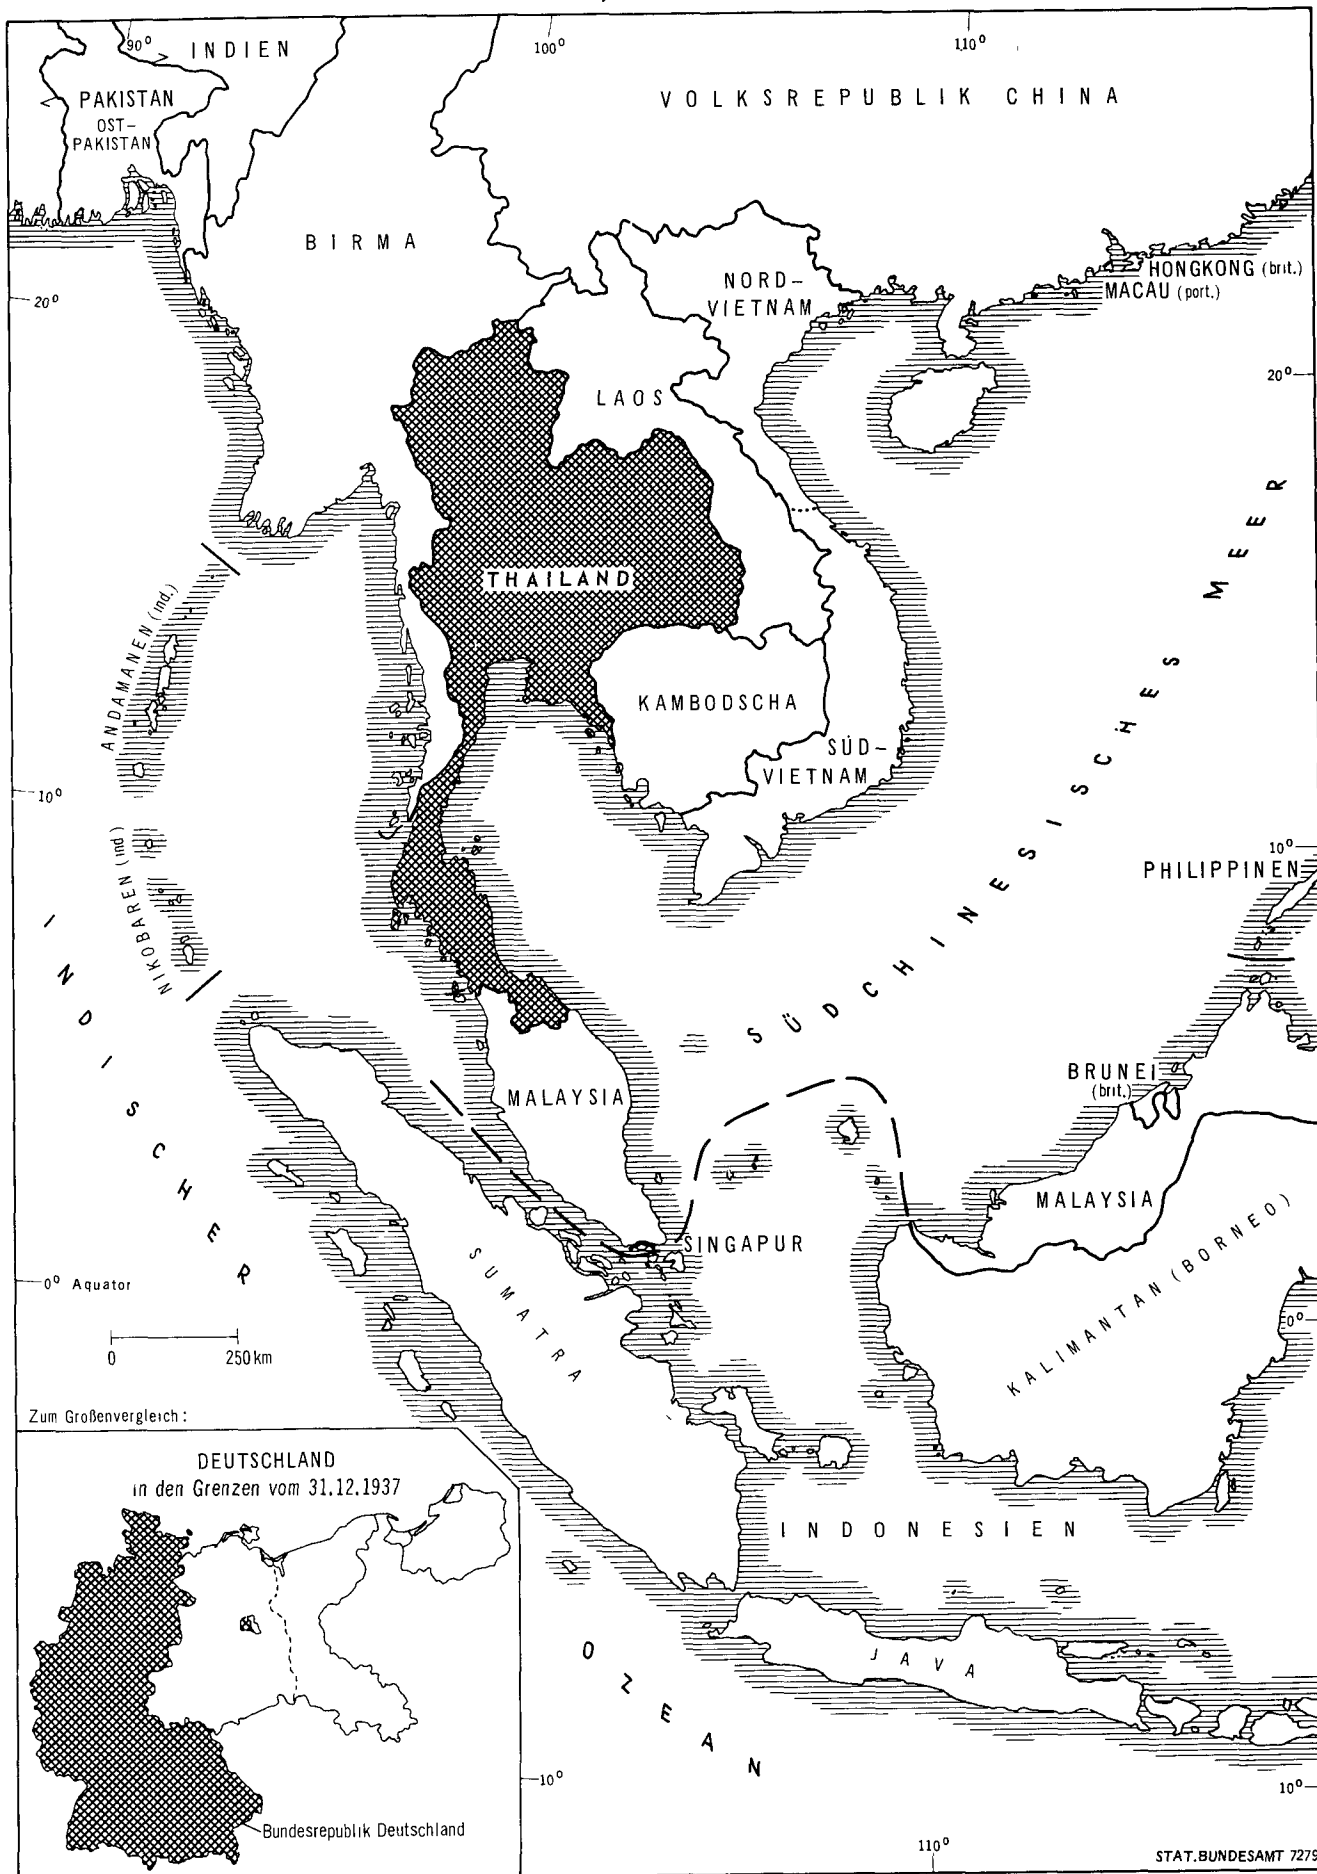 90°
INDIEN
100°
110°
PAKISTAN
OST-
PAKISTAN
VOLKSREPUBLIK CHINA
BIRMA
NORD-
VIETNAM
HONGKONG (brit.)
MACAU (port.)
20°
20°
LAOS
THAILAND
ANDAMANEN (ind.)
KAMBODSCHA
SÜD-
VIETNAM
10°
10°
PHILIPPINEN
NIKOBAREN (ind)
SÜDCHINESISCHES MEER
INDISCHER
OZEAN
MALAYSIA
BRUNEI
(brit.)
MALAYSIA
SINGAPUR
SUMATRA
KALIMANTAN (BORNEO)
0° Aquator
0°
0 250 km
Zum Großenvergleich:
DEUTSCHLAND
in den Grenzen vom 31.12.1937
INDONESIEN
JAVA
10°
10°
Bundesrepublik Deutschland
110°
STAT.BUNDESAMT 7279